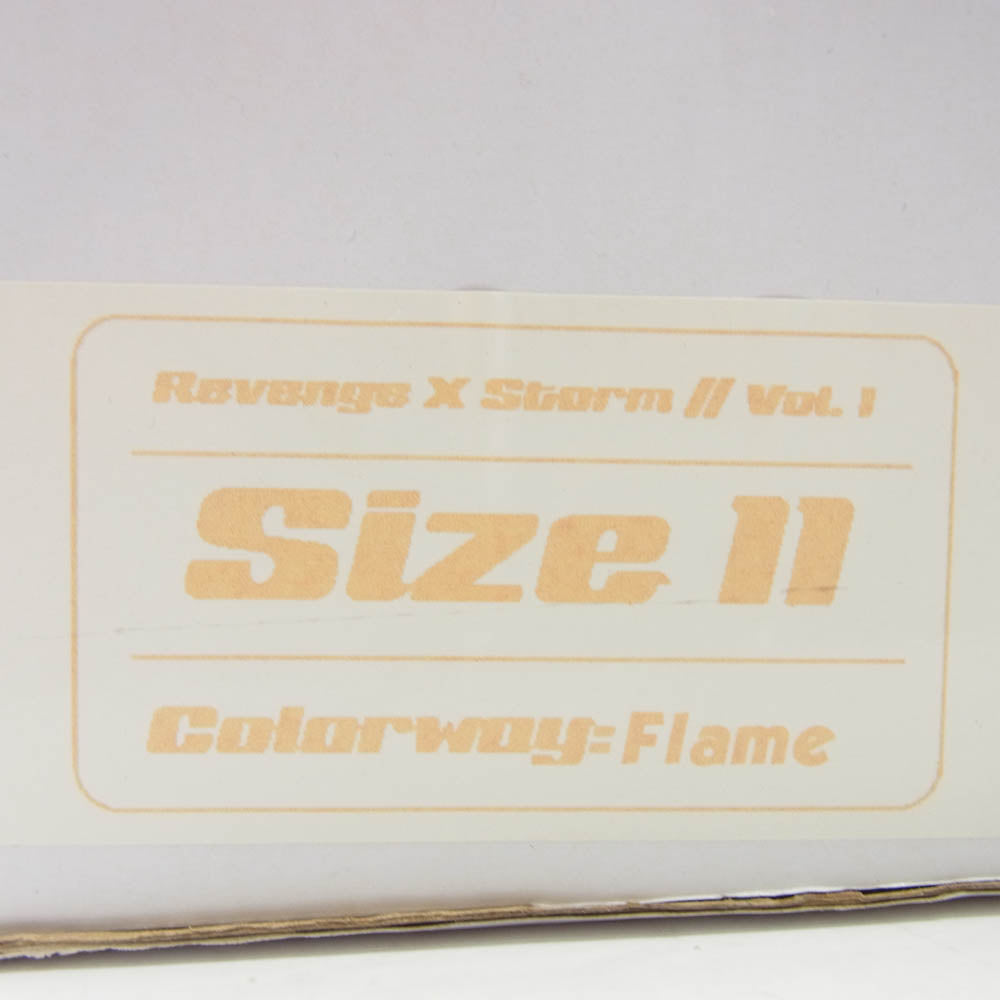 Revenge X Storm // Vol. 1
Size 11
Colorway: Flame